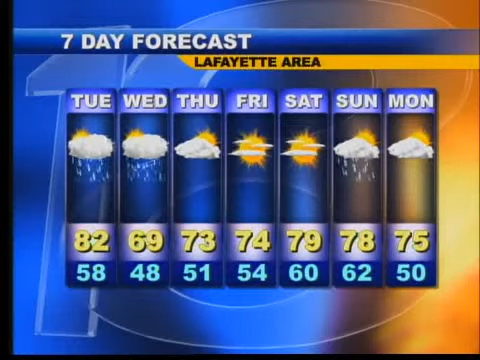 7 DAY FORECAST
LAFAYETTE AREA
TUE WED THU FRI SAT SUN MON
82 69 73 74 79 78 75
58 48 51 54 60 62 50